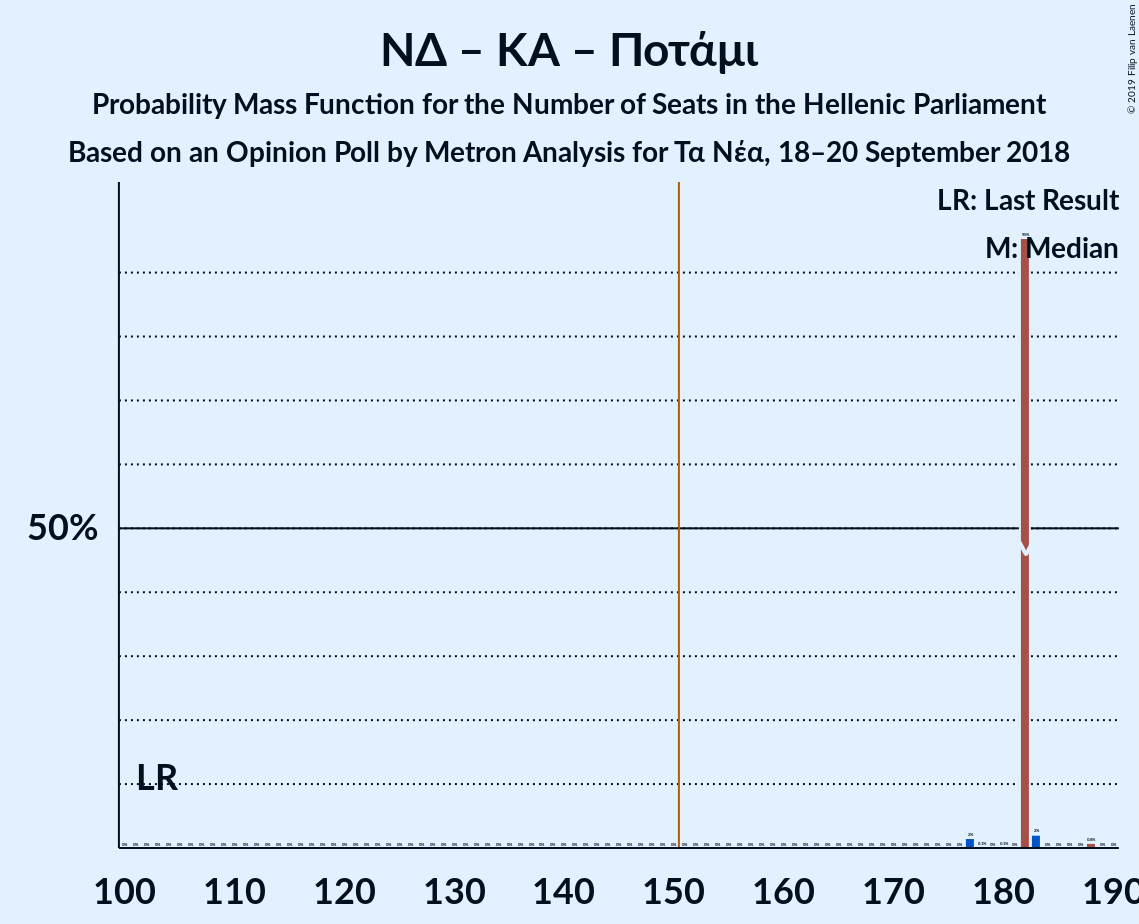 ΝΔ – ΚΑ – Ποτάμι
Probability Mass Function for the Number of Seats in the Hellenic Parliament
Based on an Opinion Poll by Metron Analysis for Τα Νέα, 18–20 September 2018
© 2019 Filip van Laenen
LR: Last Result
M: Median
50%
M
LR
100 110 120 130 140 150 160 170 180 190